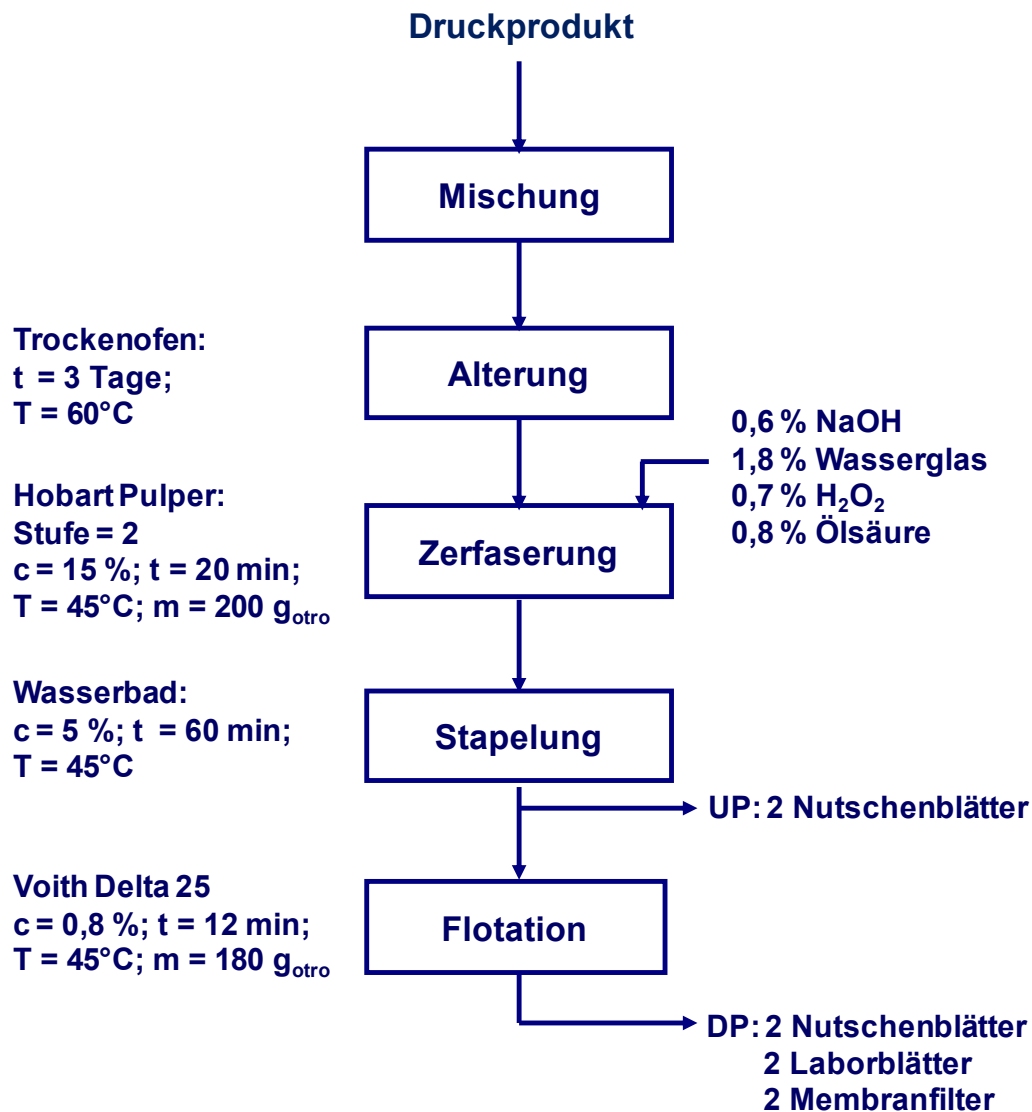 Druckprodukt
Mischung
Trockenofen:
t = 3 Tage;
T = 60°C
Alterung
0,6 % NaOH
1,8 % Wasserglas
0,7 % H₂O₂
0,8 % Ölsäure
Hobart Pulper:
Stufe = 2
c = 15 %; t = 20 min;
T = 45°C; m = 200 gotro
Zerfaserung
Wasserbad:
c = 5 %; t = 60 min;
T = 45°C
Stapelung
UP: 2 Nutschenblätter
Voith Delta 25
c = 0,8 %; t = 12 min;
T = 45°C; m = 180 gotro
Flotation
DP: 2 Nutschenblätter
2 Laborblätter
2 Membranfilter